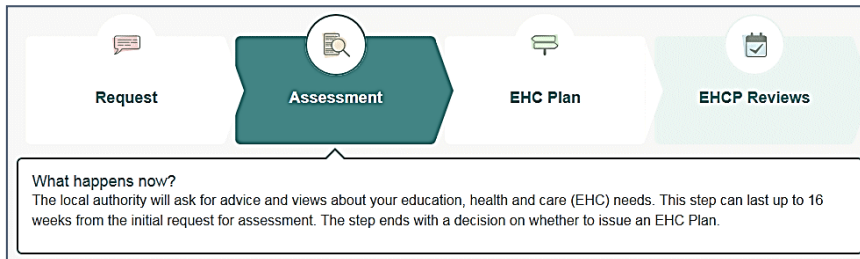 Request
Assessment
EHC Plan
EHCP Reviews
What happens now?
The local authority will ask for advice and views about your education, health and care (EHC) needs. This step can last up to 16
weeks from the initial request for assessment. The step ends with a decision on whether to issue an EHC Plan.